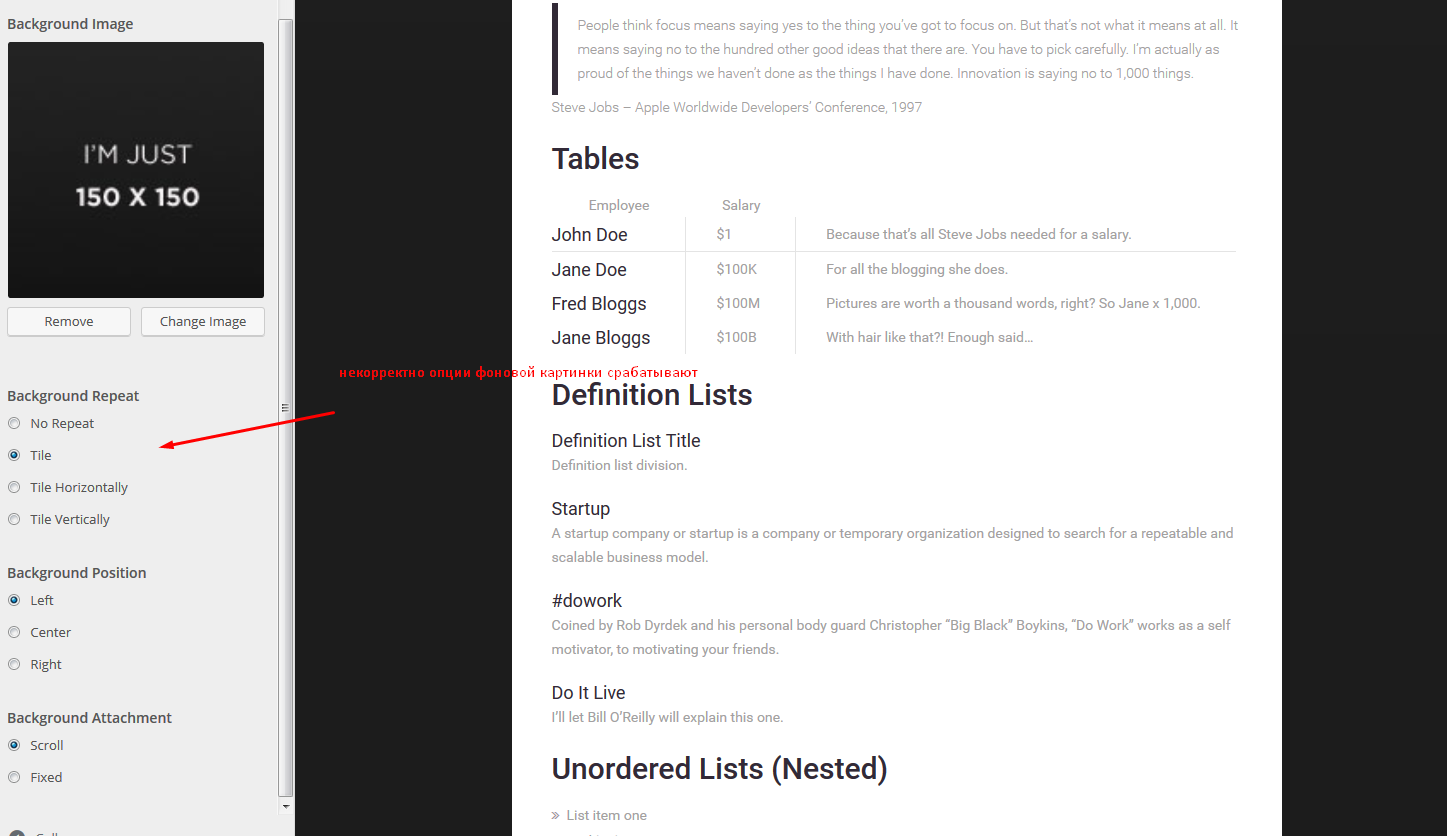 Background Image
I'M JUST
150 X 150
Remove
Change Image
Background Repeat
No Repeat
Tile
Tile Horizontally
Tile Vertically
Background Position
Left
Center
Right
Background Attachment
Scroll
Fixed
некорректно опции фоновой картинки срабатывают
People think focus means saying yes to the thing you've got to focus on. But that's not what it means at all. It
means saying no to the hundred other good ideas that there are. You have to pick carefully. I'm actually as
proud of the things we haven't done as the things I have done. Innovation is saying no to 1,000 things.
Steve Jobs – Apple Worldwide Developers' Conference, 1997
Tables
Employee Salary
John Doe $1 Because that's all Steve Jobs needed for a salary.
Jane Doe $100K For all the blogging she does.
Fred Bloggs $100M Pictures are worth a thousand words, right? So Jane x 1,000.
Jane Bloggs $100B With hair like that?! Enough said…
Definition Lists
Definition List Title
Definition list division.
Startup
A startup company or startup is a company or temporary organization designed to search for a repeatable and
scalable business model.
#dowork
Coined by Rob Dyrdek and his personal body guard Christopher “Big Black” Boykins, “Do Work” works as a self
motivator, to motivating your friends.
Do It Live
I'll let Bill O'Reilly will explain this one.
Unordered Lists (Nested)
» List item one